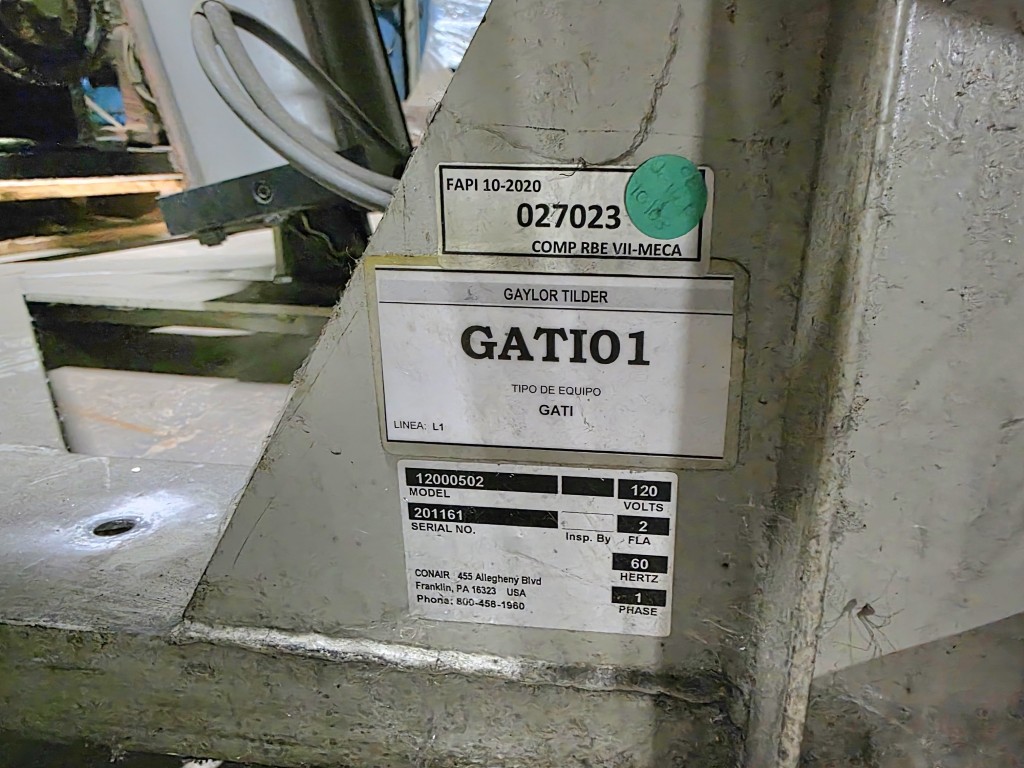 FAPI 10-2020
027023
COMP RBE VII-MECA
GAYLOR TILDER
GATI01
TIPO DE EQUIPO
GATI
LINEA: L1
12000502
MODEL
120
VOLTS
201161
SERIAL NO.
Insp. By
2
FLA
60
HERTZ
1
PHASE
CONAIR 455 Allegheny Blvd
Franklin, PA 16323 USA
Phone: 800-458-1960